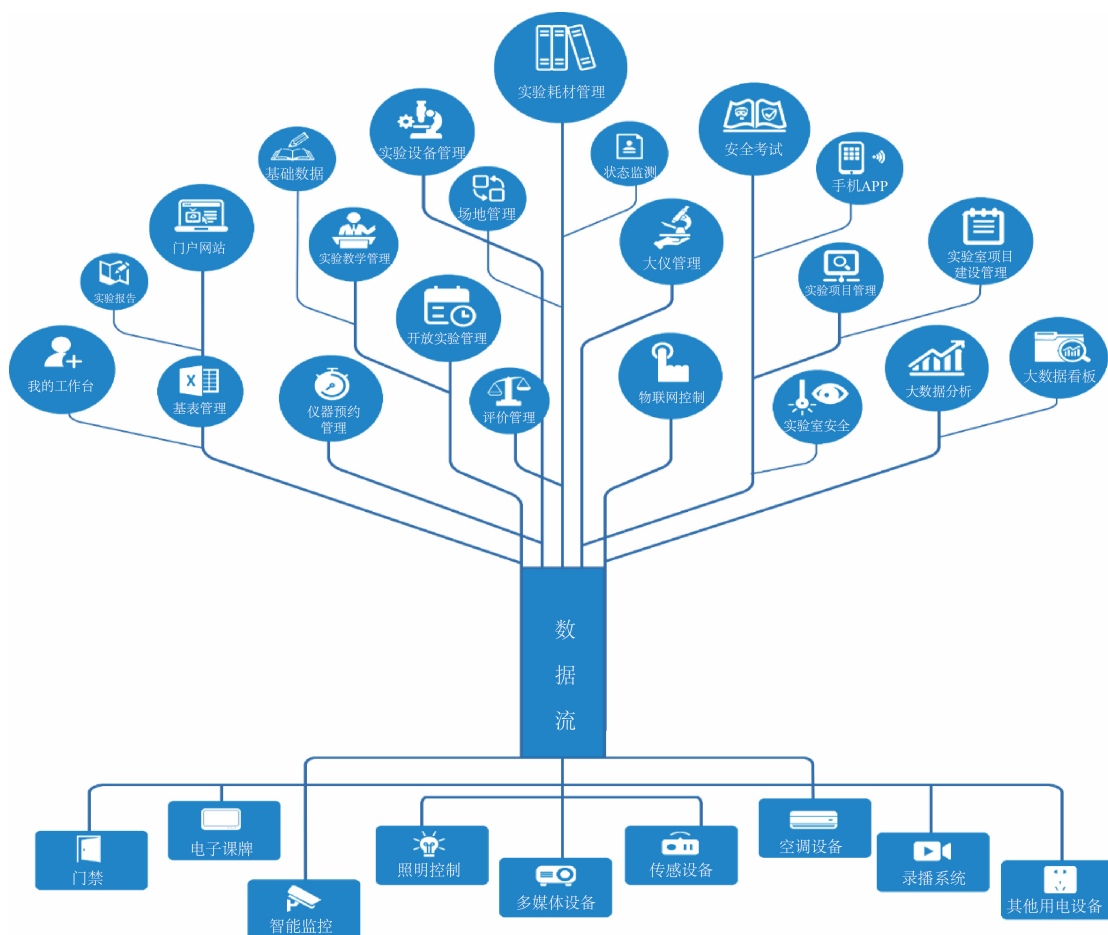 实验耗材管理
实验设备管理
安全考试
基础数据
状态监测
手机APP
门户网站
场地管理
实验教学管理
大仪管理
实验室项目
建设管理
实验报告
实验项目管理
开放实验管理
我的工作台
基表管理
仪器预约
管理
评价管理
物联网控制
实验室安全
大数据分析
大数据看板
数
据
流
门禁
电子课牌
智能监控
照明控制
多媒体设备
传感设备
空调设备
录播系统
其他用电设备